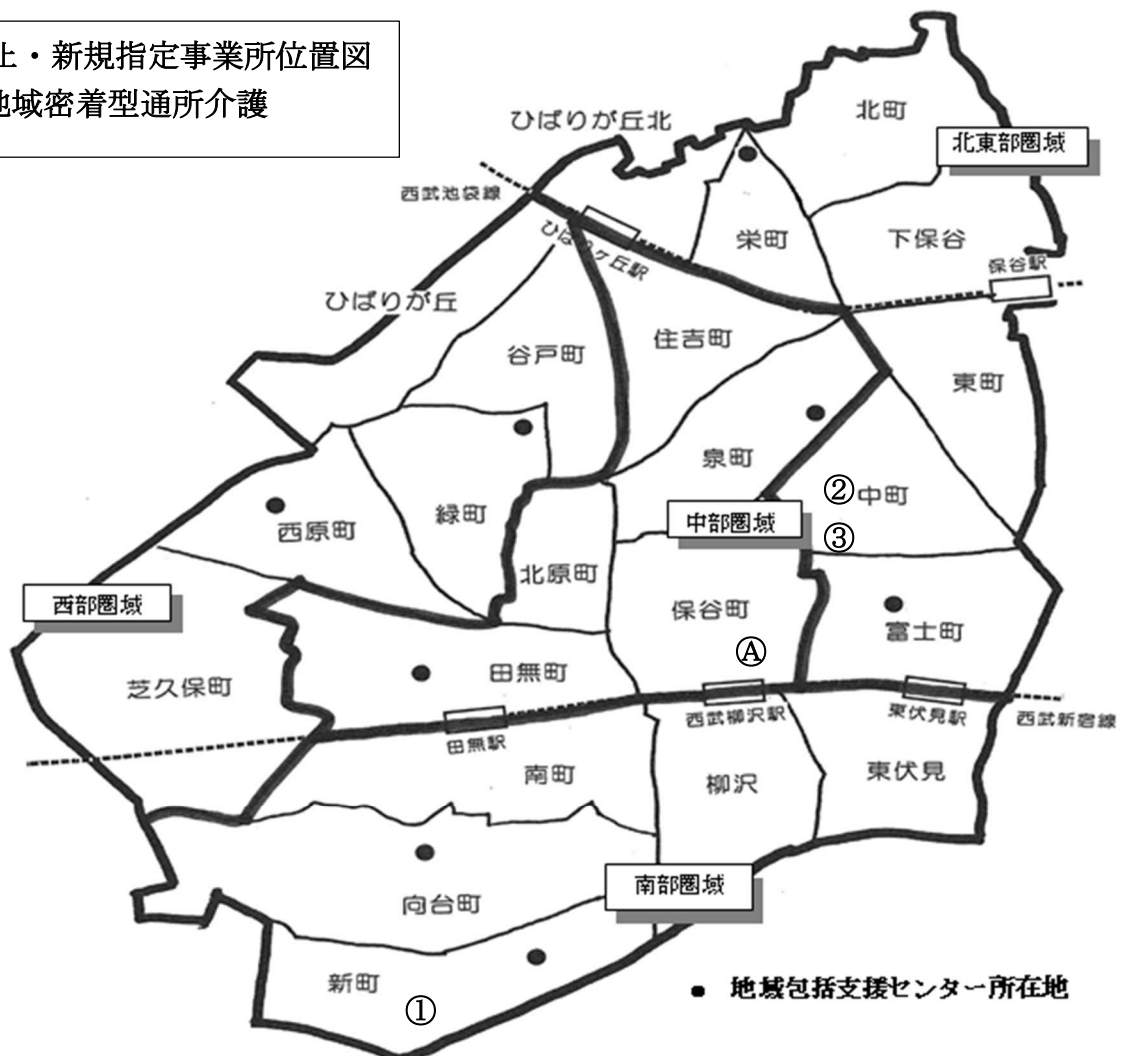 止・新規指定事業所位置図
地域密着型通所介護
ひばりが丘北
北町
北東部圏域
西武池袋線
ひばりヶ丘駅
栄町
下保谷
保谷駅
ひばりが丘
谷戸町
住吉町
東町
泉町
②中町
西原町
緑町
中部圏域
③
北原町
西部圏域
保谷町
富士町
Ⓐ
芝久保町
田無町
西武柳沢駅
東伏見駅
西武新宿線
田無駅
南町
柳沢
東伏見
南部圏域
向台町
新町
①
● 地域包括支援センター所在地